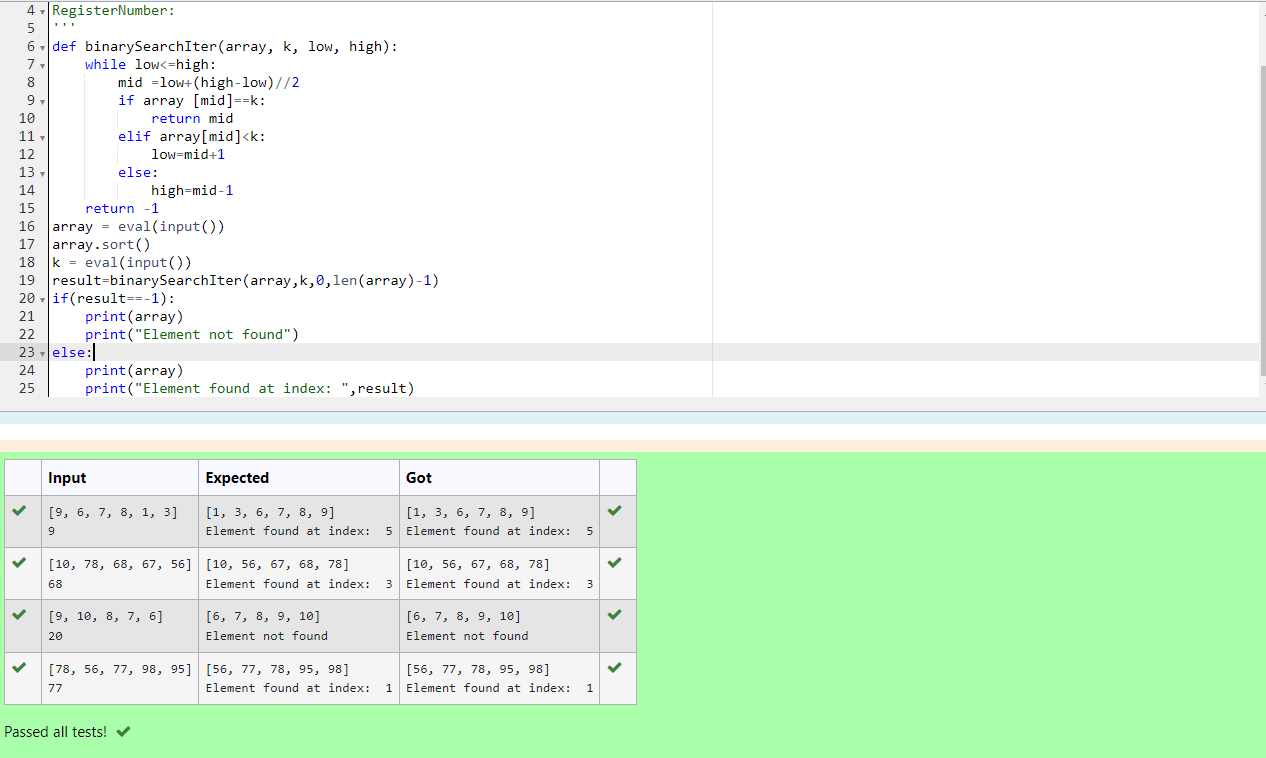 4 RegisterNumber:
5 '''
6 def binarySearchIter(array, k, low, high):
7     while low<=high:
8         mid =low+(high-low)//2
9         if array [mid]==k:
10             return mid
11         elif array[mid]<k:
12             low=mid+1
13         else:
14             high=mid-1
15     return -1
16 array = eval(input())
17 array.sort()
18 k = eval(input())
19 result=binarySearchIter(array,k,0,len(array)-1)
20 if(result==-1):
21     print(array)
22     print("Element not found")
23 else:
24     print(array)
25     print("Element found at index: ",result)
Input Expected Got
[9, 6, 7, 8, 1, 3] [1, 3, 6, 7, 8, 9] [1, 3, 6, 7, 8, 9]
9 Element found at index:  5 Element found at index:  5
[10, 78, 68, 67, 56] [10, 56, 67, 68, 78] [10, 56, 67, 68, 78]
68 Element found at index:  3 Element found at index:  3
[9, 10, 8, 7, 6] [6, 7, 8, 9, 10] [6, 7, 8, 9, 10]
20 Element not found Element not found
[78, 56, 77, 98, 95] [56, 77, 78, 95, 98] [56, 77, 78, 95, 98]
77 Element found at index:  1 Element found at index:  1
Passed all tests!